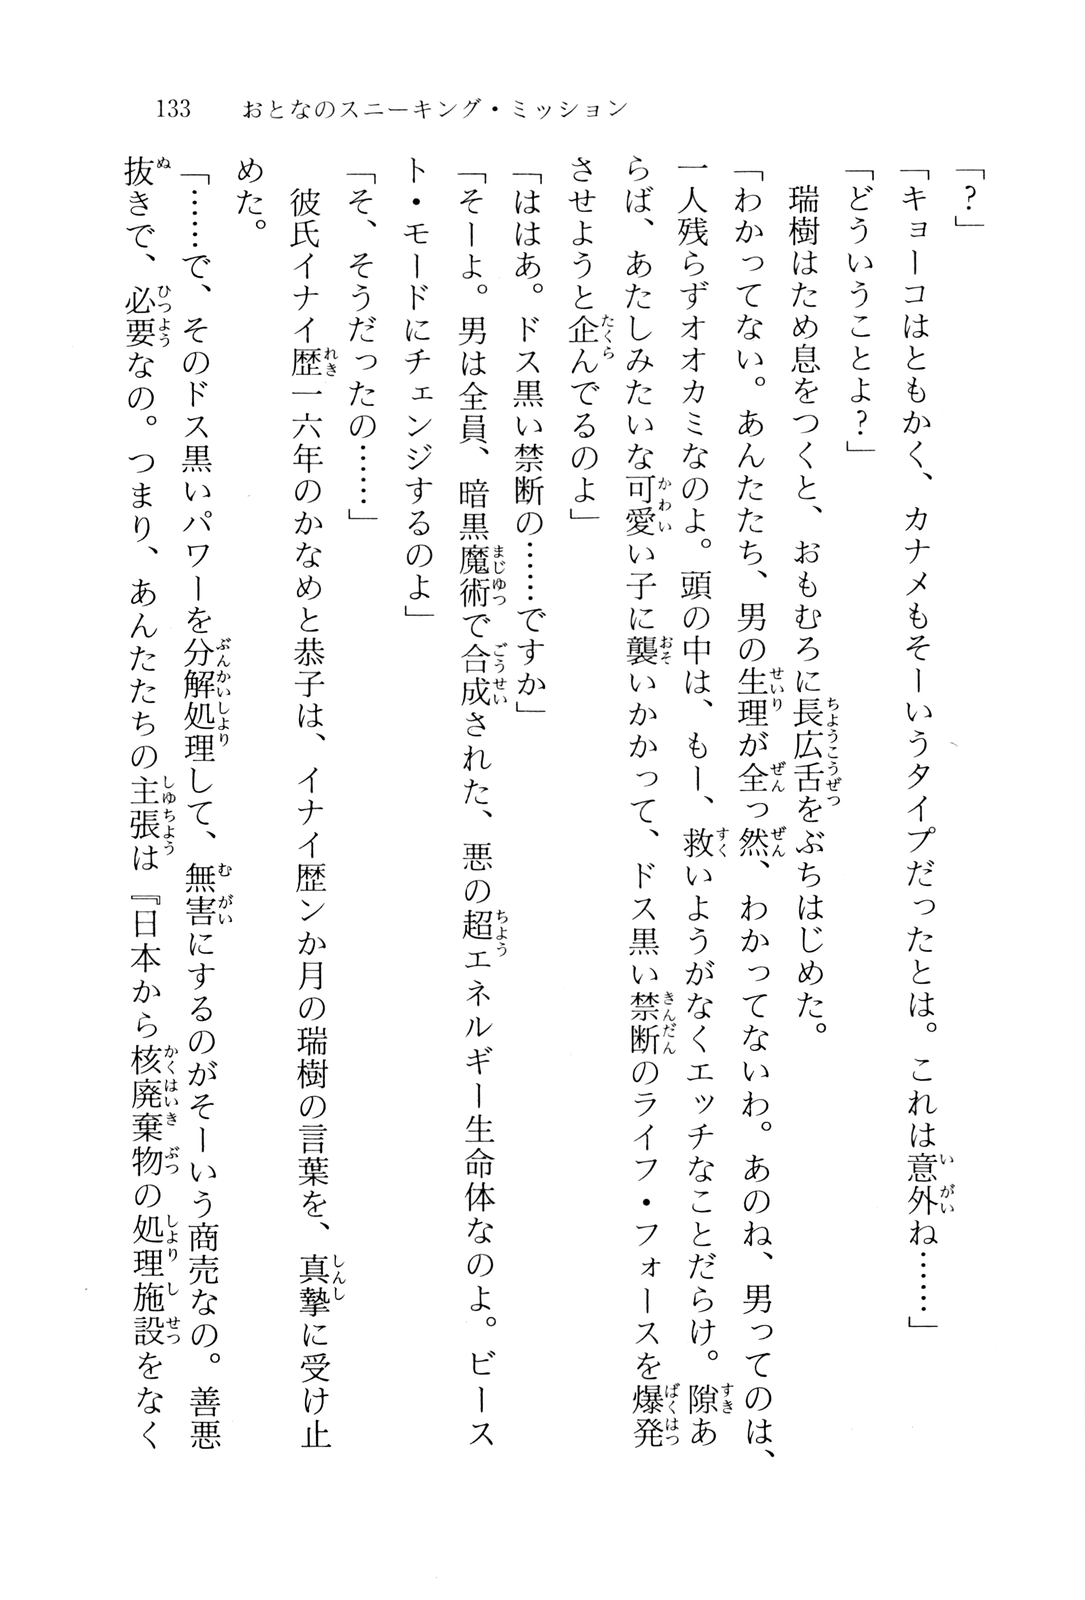 133　おとなのスニーキング・ミッション
「？」
「キョーコはともかく、カナメもそーいうタイプだったとは。これは意外ね……」
「どういうことよ？」
　瑞樹はため息をつくと、おもむろに長広舌をぶちはじめた。
「わかってない。あんたたち、男の生理が全っ然、わかってないわ。あのね、男ってのは、
一人残らずオオカミなのよ。頭の中は、もー、救いようがなくエッチなことだらけ。隙あ
らば、あたしみたいな可愛い子に襲いかかって、ドス黒い禁断のライフ・フォースを爆発
させようと企んでるのよ」
「ははあ。ドス黒い禁断の……ですか」
「そーよ。男は全員、暗黒魔術で合成された、悪の超エネルギー生命体なのよ。ビース
ト・モードにチェンジするのよ」
「そ、そうだったの……」
　彼氏イナイ歴一六年のかなめと恭子は、イナイ歴ンか月の瑞樹の言葉を、真摯に受け止
めた。
「……で、そのドス黒いパワーを分解処理して、無害にするのがそーいう商売なの。善悪
抜きで、必要なの。つまり、あんたたちの主張は『日本から核廃棄物の処理施設をなく